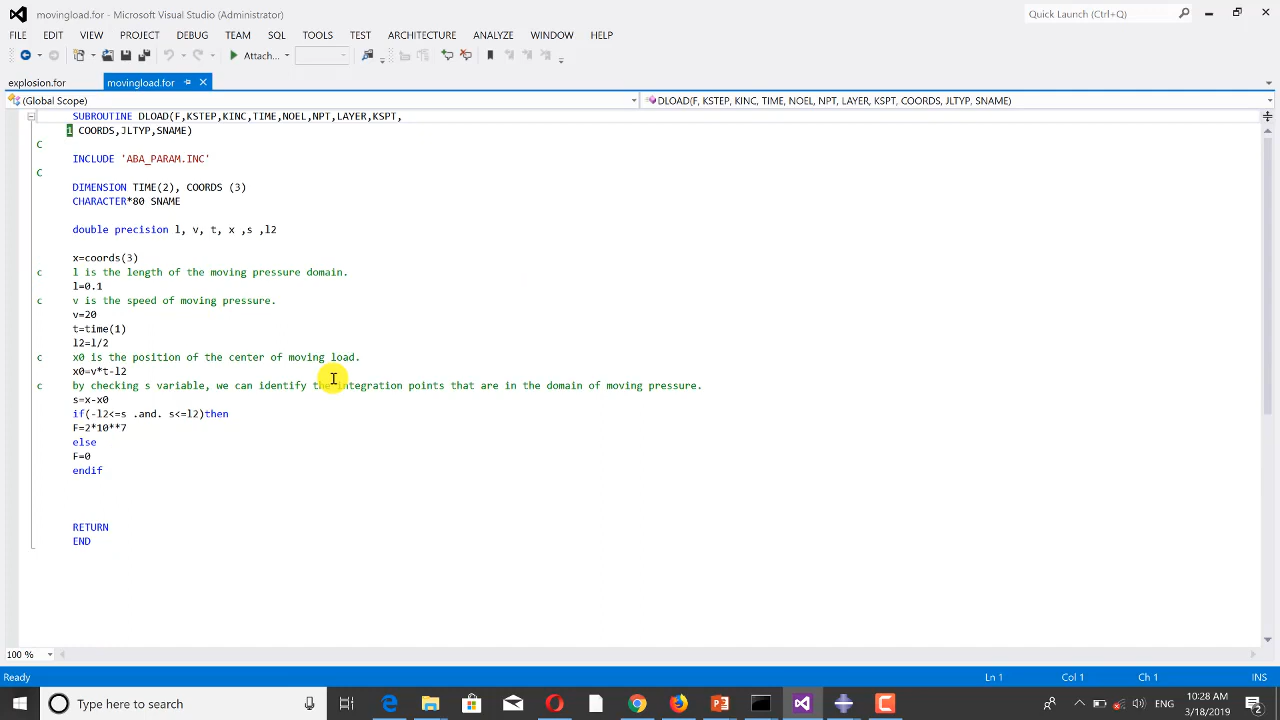 movingload.for - Microsoft Visual Studio (Administrator)
Quick Launch (Ctrl+Q)
FILE EDIT VIEW PROJECT DEBUG TEAM SQL TOOLS TEST ARCHITECTURE ANALYZE WINDOW HELP
Attach...
explosion.for movingload.for
(Global Scope) DLOAD(F, KSTEP, KINC, TIME, NOEL, NPT, LAYER, KSPT, COORDS, JLTYP, SNAME)
SUBROUTINE DLOAD(F,KSTEP,KINC,TIME,NOEL,NPT,LAYER,KSPT,
1 COORDS,JLTYP,SNAME)
C
INCLUDE 'ABA_PARAM.INC'
C
DIMENSION TIME(2), COORDS (3)
CHARACTER*80 SNAME
double precision l, v, t, x ,s ,l2
x=coords(3)
c l is the length of the moving pressure domain.
l=0.1
c v is the speed of moving pressure.
v=20
t=time(1)
l2=l/2
c x0 is the position of the center of moving load.
x0=v*t-l2
c by checking s variable, we can identify the integration points that are in the domain of moving pressure.
s=x-x0
if(-l2<=s .and. s<=l2)then
F=2*10**7
else
F=0
endif
RETURN
END
100 %
Ready Ln 1 Col 1 Ch 1 INS
Type here to search
ENG
10:28 AM
3/18/2019
2